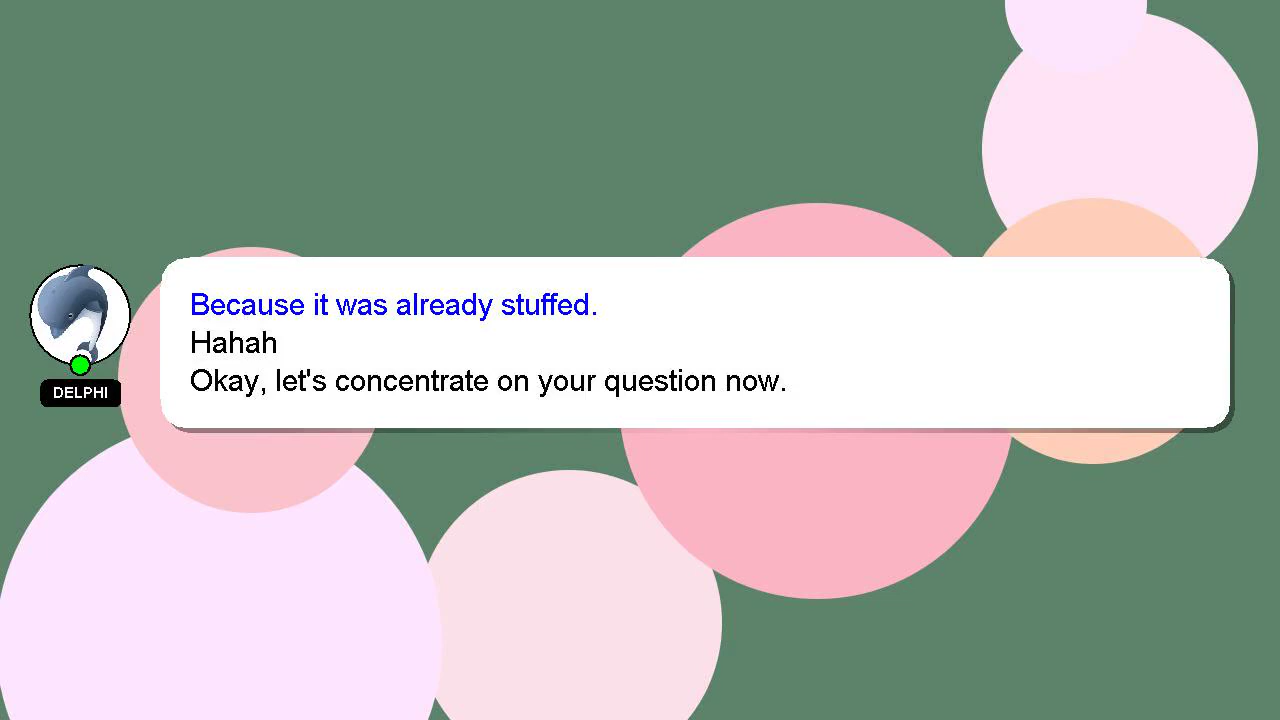 Because it was already stuffed.
Hahah
Okay, let's concentrate on your question now.
DELPHI